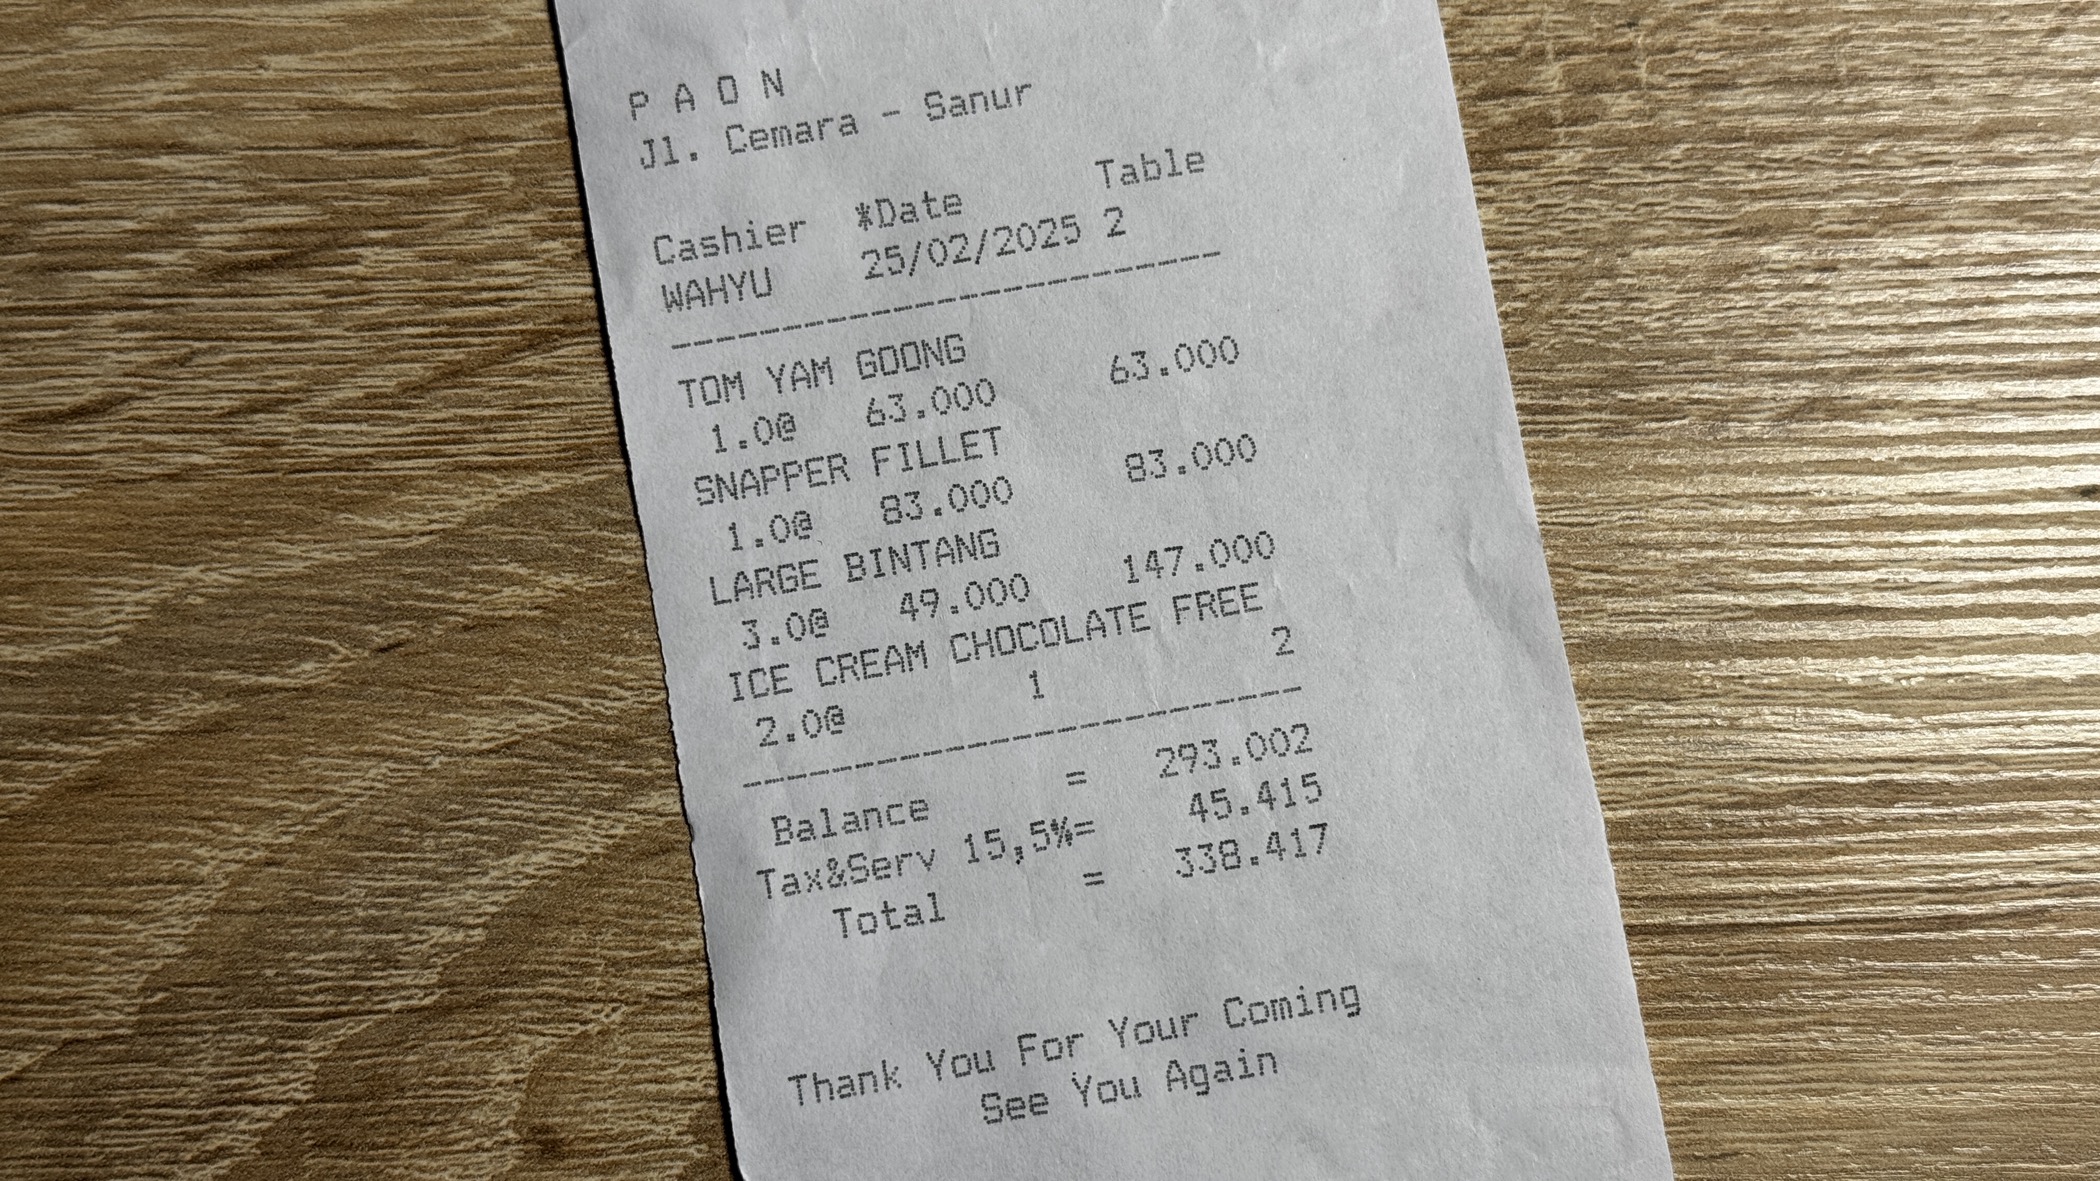 P A O N
Jl. Cemara - Sanur
Cashier *Date Table
WAHYU 25/02/2025 2
------------------------------------
TOM YAM GOONG
1.0@ 63.000 63.000
SNAPPER FILLET
1.0@ 83.000 83.000
LARGE BINTANG
3.0@ 49.000 147.000
ICE CREAM CHOCOLATE FREE
2.0@ 1 2
------------------------------------
Balance = 293.002
Tax&Serv 15,5%= 45.415
Total = 338.417
Thank You For Your Coming
See You Again